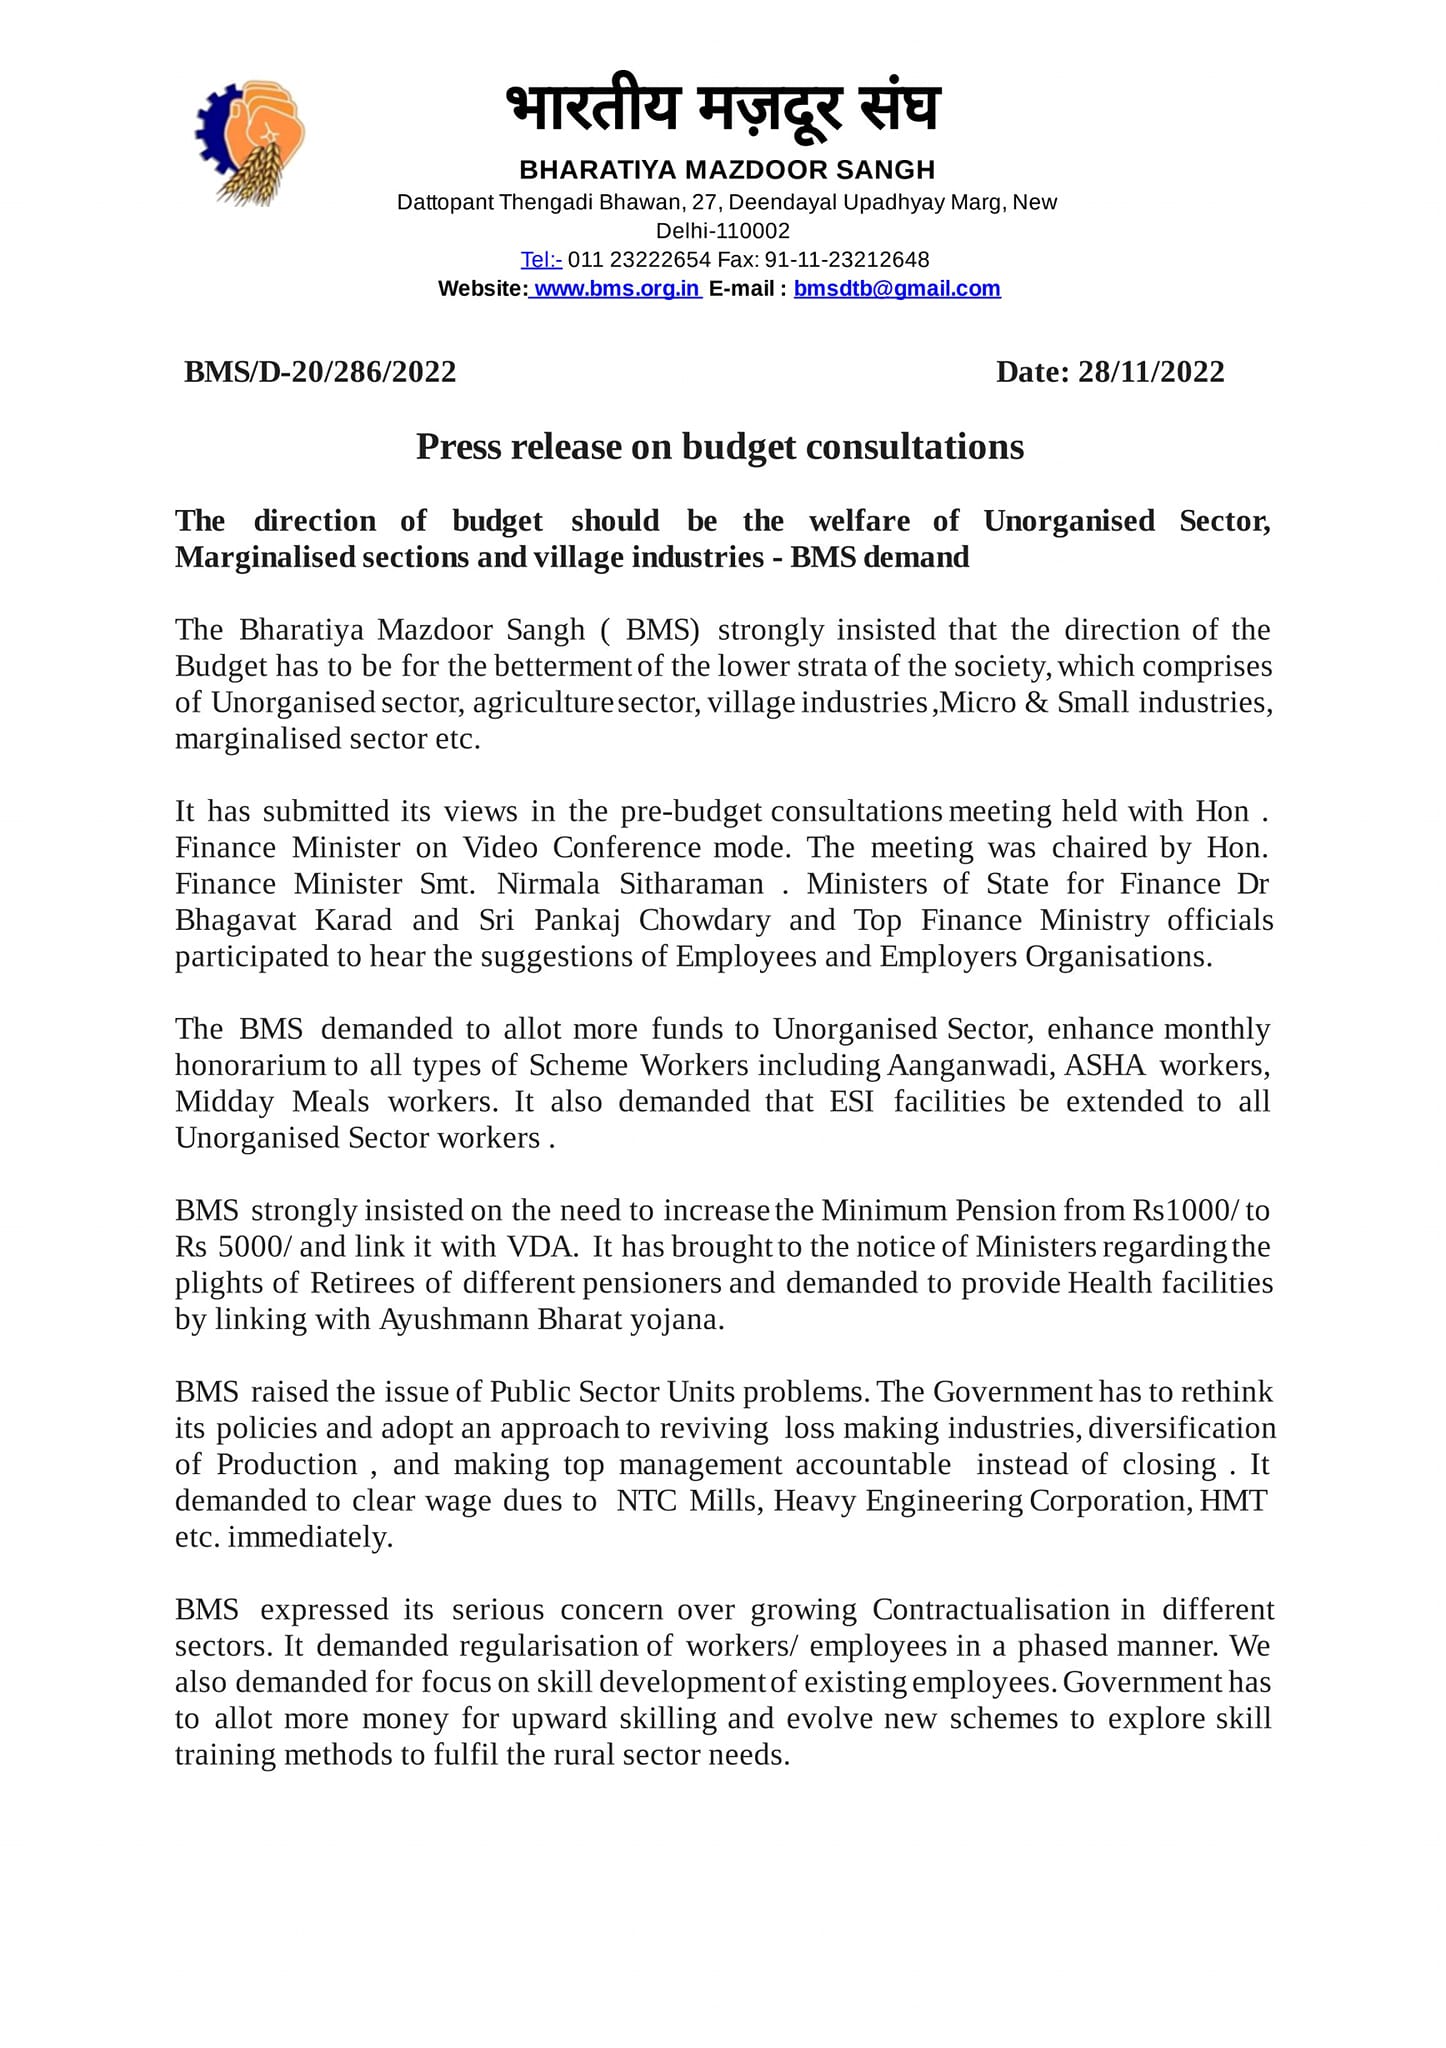 भारतीय मज़दूर संघ
BHARATIYA MAZDOOR SANGH
Dattopant Thengadi Bhawan, 27, Deendayal Upadhyay Marg, New
Delhi-110002
Tel:- 011 23222654 Fax: 91-11-23212648
Website: www.bms.org.in E-mail : bmsdtb@gmail.com
BMS/D-20/286/2022 Date: 28/11/2022
Press release on budget consultations
The direction of budget should be the welfare of Unorganised Sector,
Marginalised sections and village industries - BMS demand
The Bharatiya Mazdoor Sangh ( BMS) strongly insisted that the direction of the
Budget has to be for the betterment of the lower strata of the society, which comprises
of Unorganised sector, agriculture sector, village industries ,Micro & Small industries,
marginalised sector etc.
It has submitted its views in the pre-budget consultations meeting held with Hon .
Finance Minister on Video Conference mode. The meeting was chaired by Hon.
Finance Minister Smt. Nirmala Sitharaman . Ministers of State for Finance Dr
Bhagavat Karad and Sri Pankaj Chowdary and Top Finance Ministry officials
participated to hear the suggestions of Employees and Employers Organisations.
The BMS demanded to allot more funds to Unorganised Sector, enhance monthly
honorarium to all types of Scheme Workers including Aanganwadi, ASHA workers,
Midday Meals workers. It also demanded that ESI facilities be extended to all
Unorganised Sector workers .
BMS strongly insisted on the need to increase the Minimum Pension from Rs1000/ to
Rs 5000/ and link it with VDA. It has brought to the notice of Ministers regarding the
plights of Retirees of different pensioners and demanded to provide Health facilities
by linking with Ayushmann Bharat yojana.
BMS raised the issue of Public Sector Units problems. The Government has to rethink
its policies and adopt an approach to reviving loss making industries, diversification
of Production , and making top management accountable instead of closing . It
demanded to clear wage dues to NTC Mills, Heavy Engineering Corporation, HMT
etc. immediately.
BMS expressed its serious concern over growing Contractualisation in different
sectors. It demanded regularisation of workers/ employees in a phased manner. We
also demanded for focus on skill development of existing employees. Government has
to allot more money for upward skilling and evolve new schemes to explore skill
training methods to fulfil the rural sector needs.